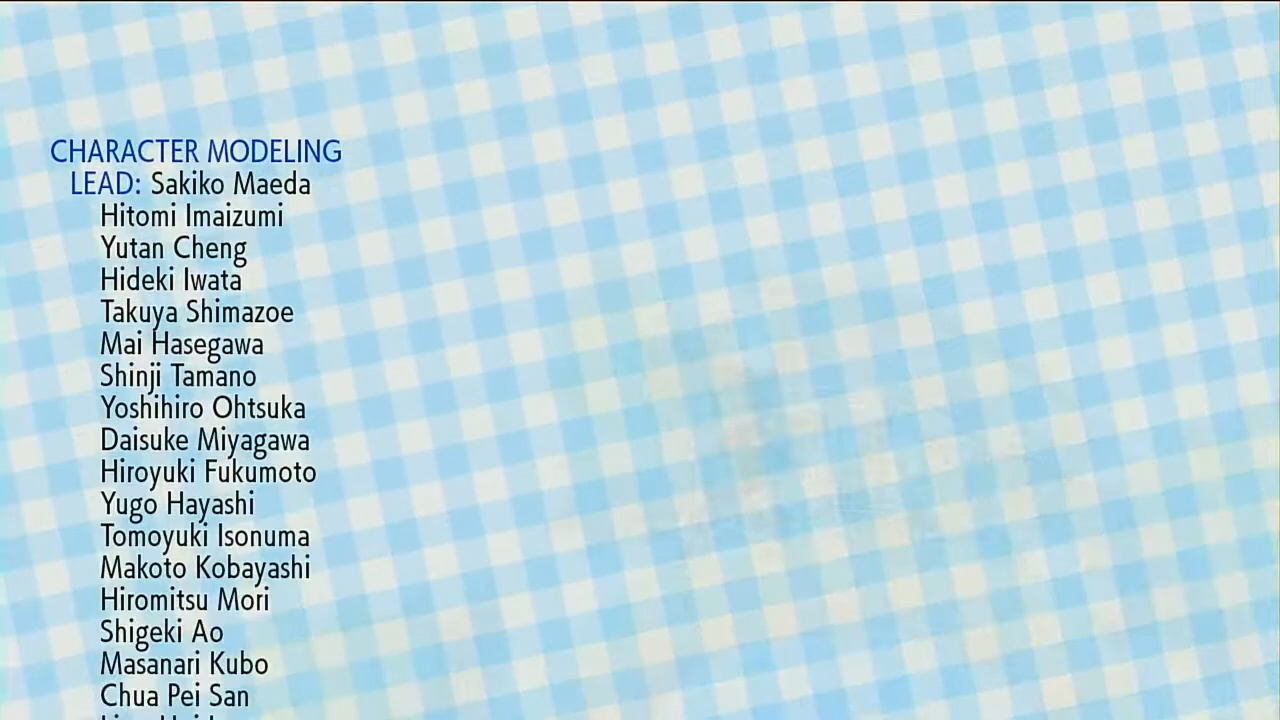 CHARACTER MODELING
LEAD: Sakiko Maeda
Hitomi Imaizumi
Yutan Cheng
Hideki Iwata
Takuya Shimazoe
Mai Hasegawa
Shinji Tamano
Yoshihiro Ohtsuka
Daisuke Miyagawa
Hiroyuki Fukumoto
Yugo Hayashi
Tomoyuki Isonuma
Makoto Kobayashi
Hiromitsu Mori
Shigeki Ao
Masanari Kubo
Chua Pei San